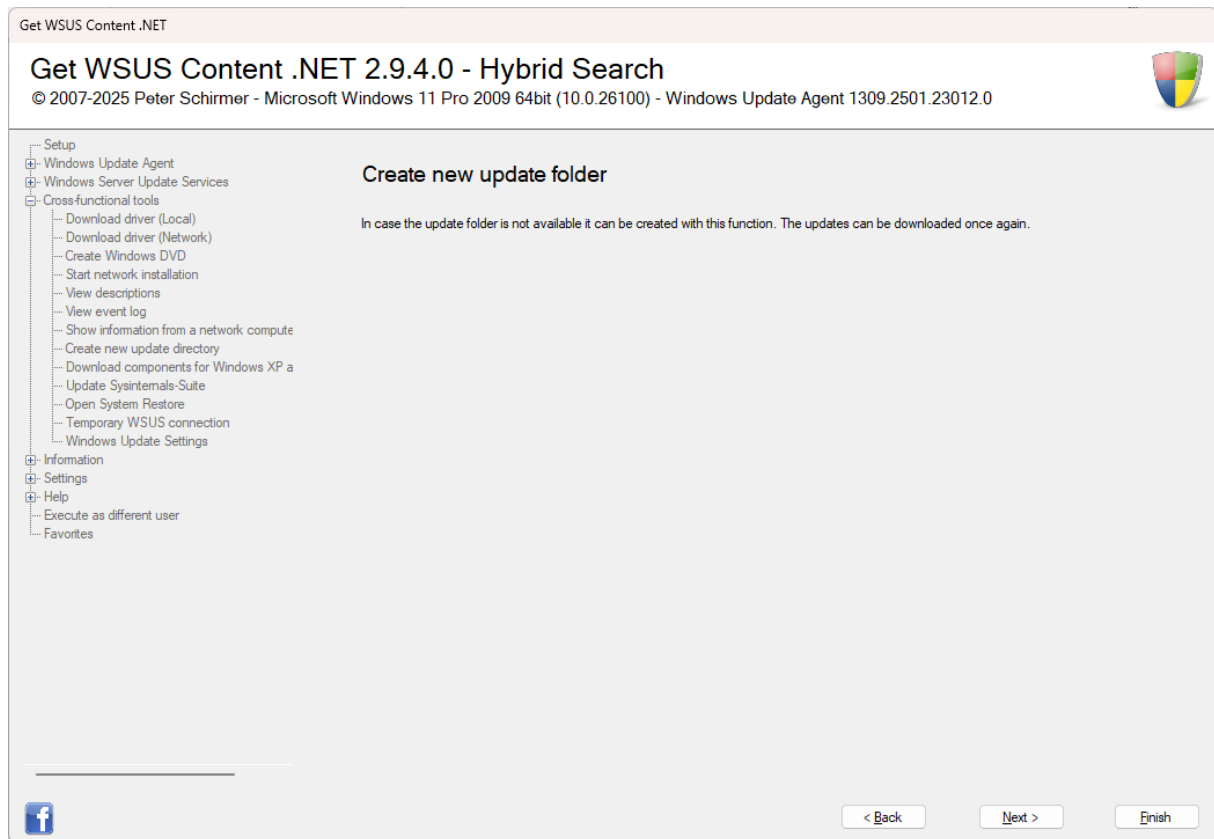 Get WSUS Content .NET
Get WSUS Content .NET 2.9.4.0 - Hybrid Search
© 2007-2025 Peter Schirmer - Microsoft Windows 11 Pro 2009 64bit (10.0.26100) - Windows Update Agent 1309.2501.23012.0
Setup
Windows Update Agent
Windows Server Update Services
Cross-functional tools
Download driver (Local)
Download driver (Network)
Create Windows DVD
Start network installation
View descriptions
View event log
Show information from a network compute
Create new update directory
Download components for Windows XP a
Update Sysinternals-Suite
Open System Restore
Temporary WSUS connection
Windows Update Settings
Information
Settings
Help
Execute as different user
Favorites
Create new update folder
In case the update folder is not available it can be created with this function. The updates can be downloaded once again.
< Back
Next >
Finish